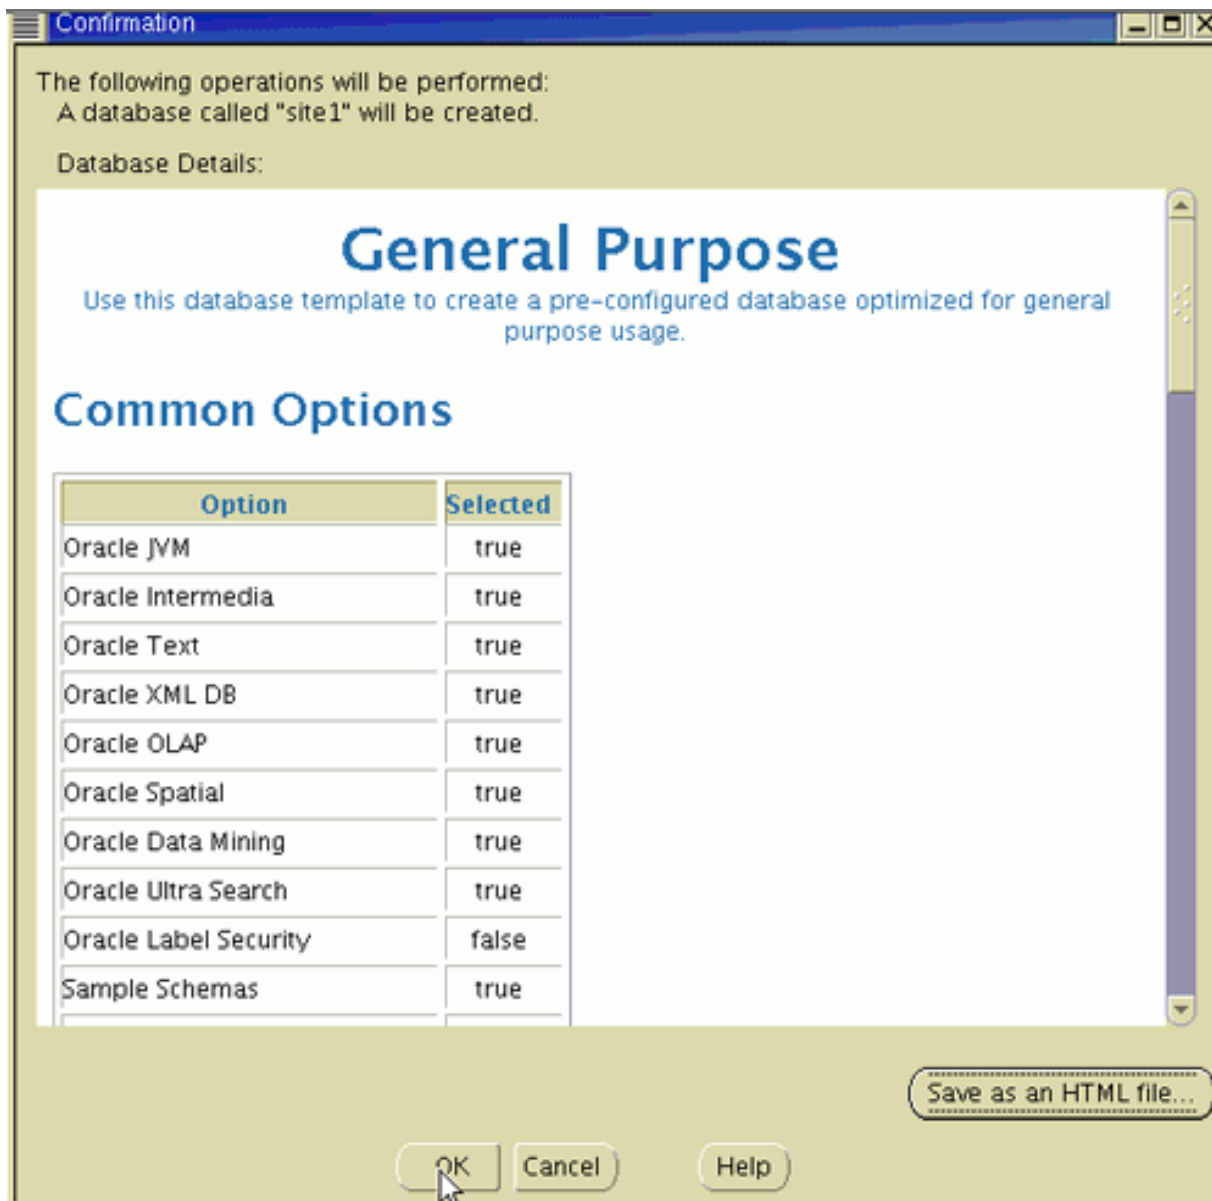 Confirmation
The following operations will be performed:
A database called "site1" will be created.
Database Details:
General Purpose
Use this database template to create a pre-configured database optimized for general
purpose usage.
Common Options
Option Selected
Oracle JVM true
Oracle Intermedia true
Oracle Text true
Oracle XML DB true
Oracle OLAP true
Oracle Spatial true
Oracle Data Mining true
Oracle Ultra Search true
Oracle Label Security false
Sample Schemas true
Save as an HTML file...
OK Cancel Help